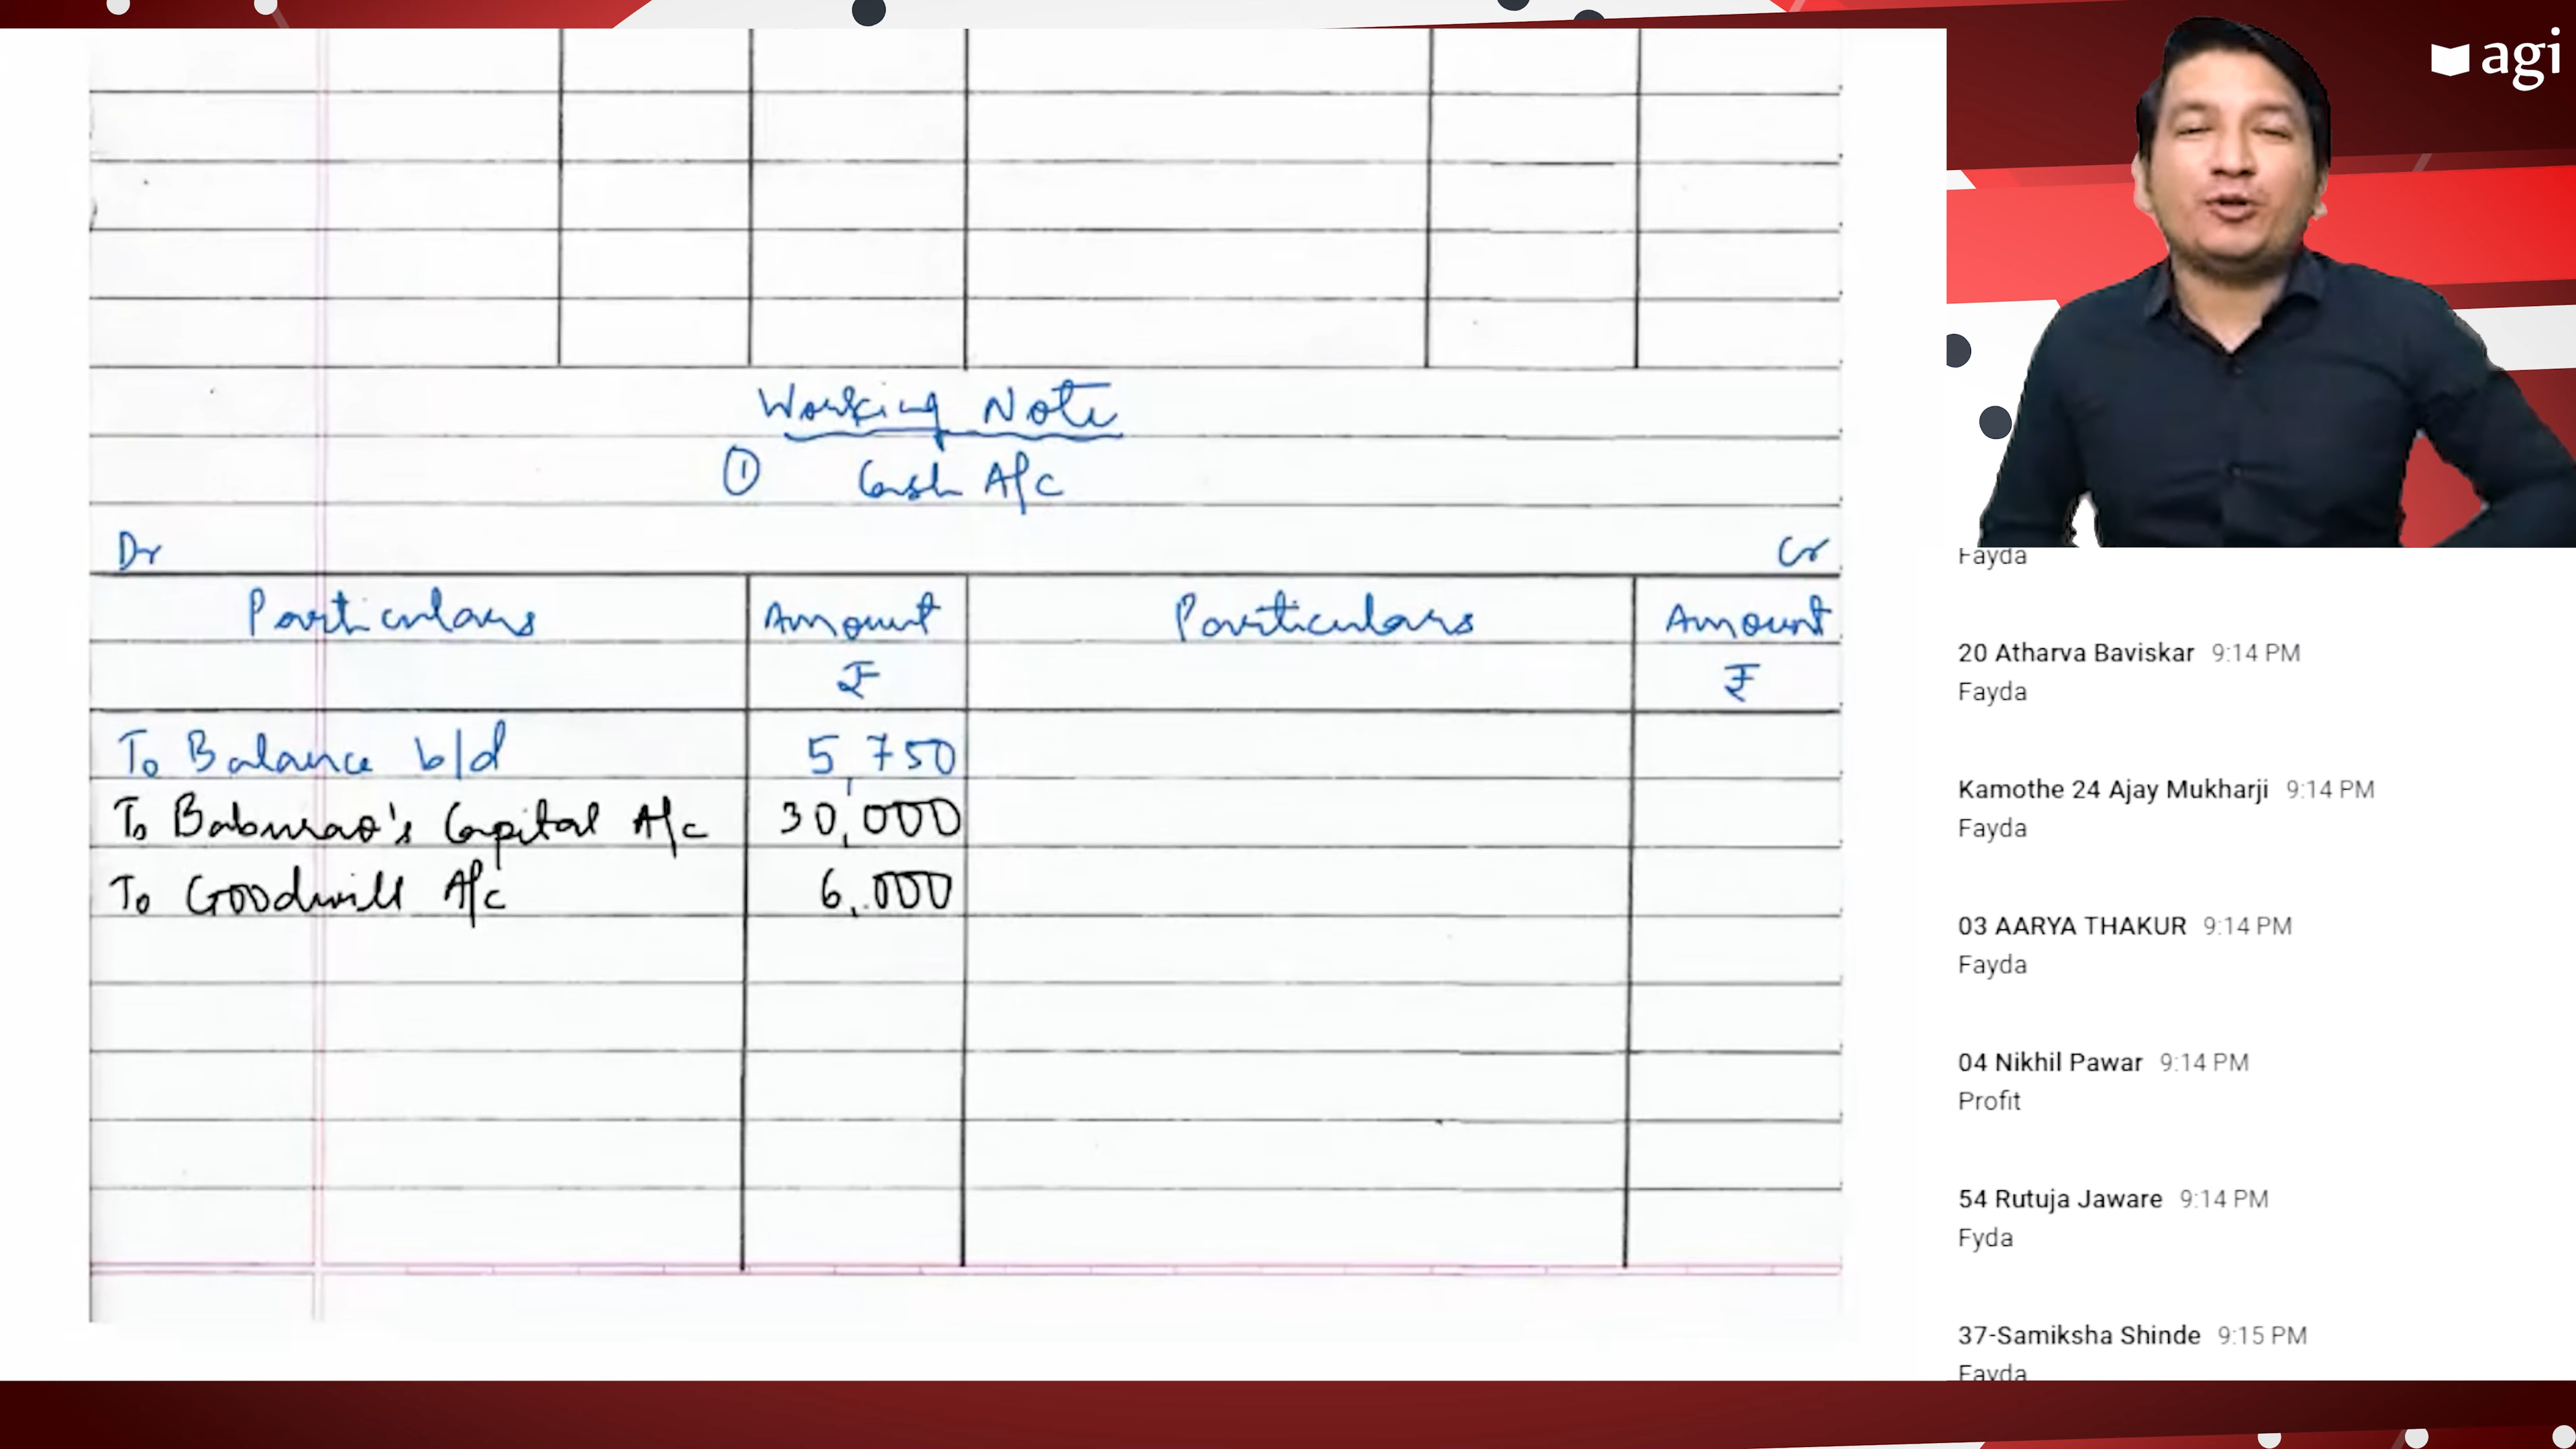 agi
Working Note
① Cash A/c
Dr Cr
Particulars Amount Particulars Amount
₹ ₹
To Balance b/d 5,750
To Baburao's Capital A/c 30,000
To Goodwill A/c 6,000
Fayda
20 Atharva Baviskar 9:14 PM
Fayda
Kamothe 24 Ajay Mukharji 9:14 PM
Fayda
03 AARYA THAKUR 9:14 PM
Fayda
04 Nikhil Pawar 9:14 PM
Profit
54 Rutuja Jaware 9:14 PM
Fyda
37-Samiksha Shinde 9:15 PM
Fayda